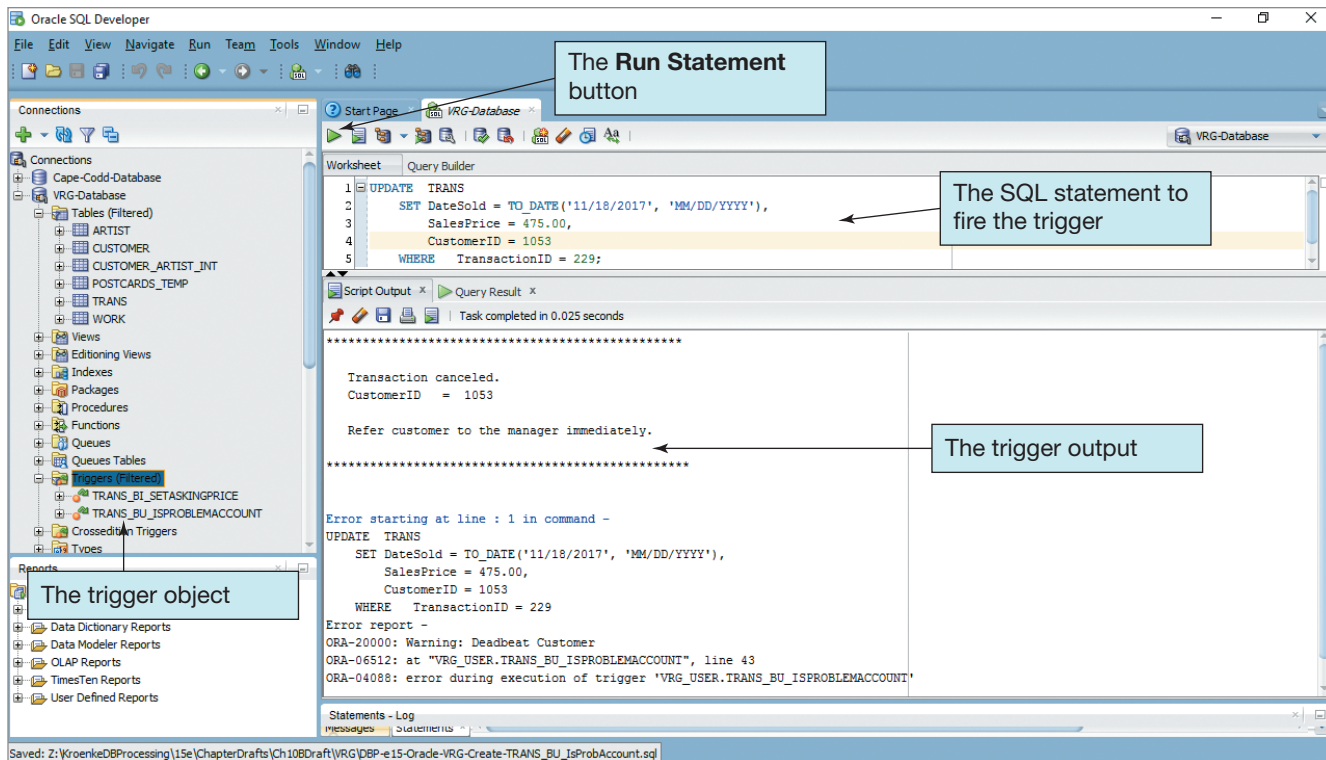 Oracle SQL Developer
File Edit View Navigate Run Team Tools Window Help
The Run Statement
button
Connections
Start Page
VRG-Database
VRG-Database
Worksheet
Query Builder
Connections
Cape-Codd-Database
VRG-Database
Tables (Filtered)
ARTIST
CUSTOMER
CUSTOMER_ARTIST_INT
POSTCARDS_TEMP
TRANS
WORK
Views
Editioning Views
Indexes
Packages
Procedures
Functions
Queues
Queues Tables
Triggers (Filtered)
TRANS_BI_SETASKINGPRICE
TRANS_BU_ISPROBLEMACCOUNT
Crossedition Triggers
Types
1 UPDATE TRANS
2 SET DateSold = TO_DATE('11/18/2017', 'MM/DD/YYYY'),
3 SalesPrice = 475.00,
4 CustomerID = 1053
5 WHERE TransactionID = 229;
The SQL statement to
fire the trigger
Script Output x
Query Result x
Task completed in 0.025 seconds
*************************************************
Transaction canceled.
CustomerID = 1053
Refer customer to the manager immediately.
**************************************************
The trigger output
Error starting at line : 1 in command -
UPDATE TRANS
SET DateSold = TO_DATE('11/18/2017', 'MM/DD/YYYY'),
SalesPrice = 475.00,
CustomerID = 1053
WHERE TransactionID = 229
Error report -
ORA-20000: Warning: Deadbeat Customer
ORA-06512: at "VRG_USER.TRANS_BU_ISPROBLEMACCOUNT", line 43
ORA-04088: error during execution of trigger 'VRG_USER.TRANS_BU_ISPROBLEMACCOUNT'
Reports
The trigger object
Data Dictionary Reports
Data Modeler Reports
OLAP Reports
TimesTen Reports
User Defined Reports
Statements - Log
Messages Statements
Saved: Z:\KroenkeDBProcessing\15e\ChapterDrafts\Ch10BDraft\VRG\DBP-e15-Oracle-VRG-Create-TRANS_BU_IsProbAccount.sql